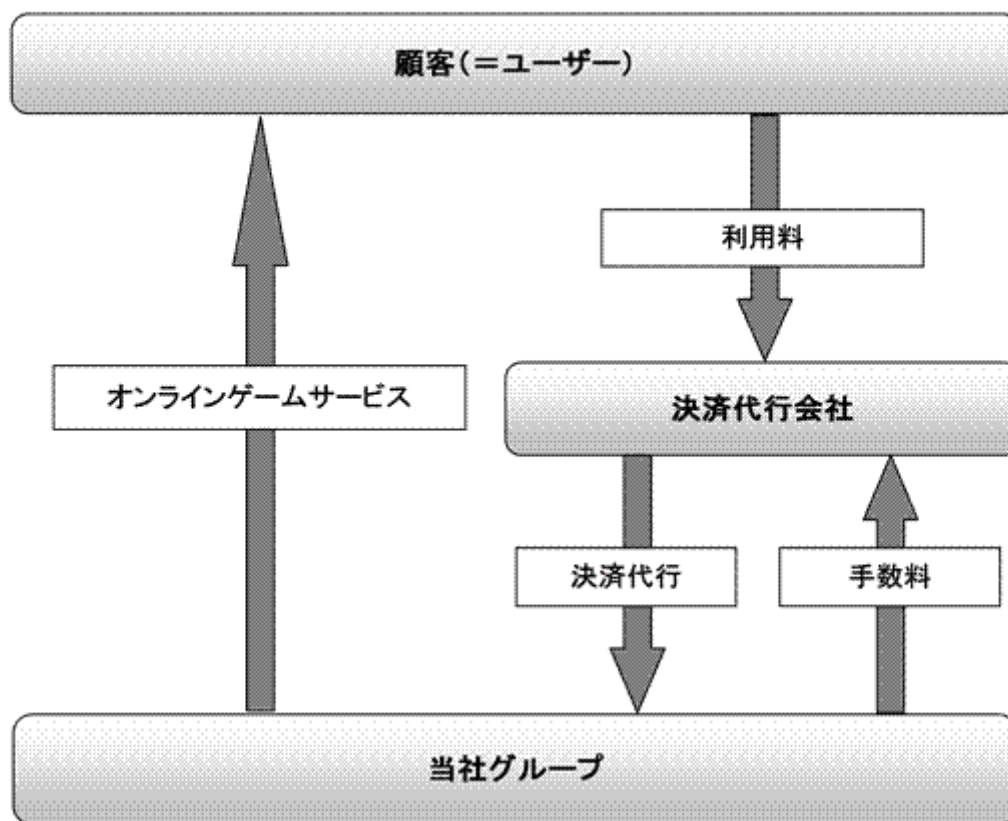 顧客(=ユーザー)
利用料
オンラインゲームサービス
決済代行会社
決済代行
手数料
当社グループ